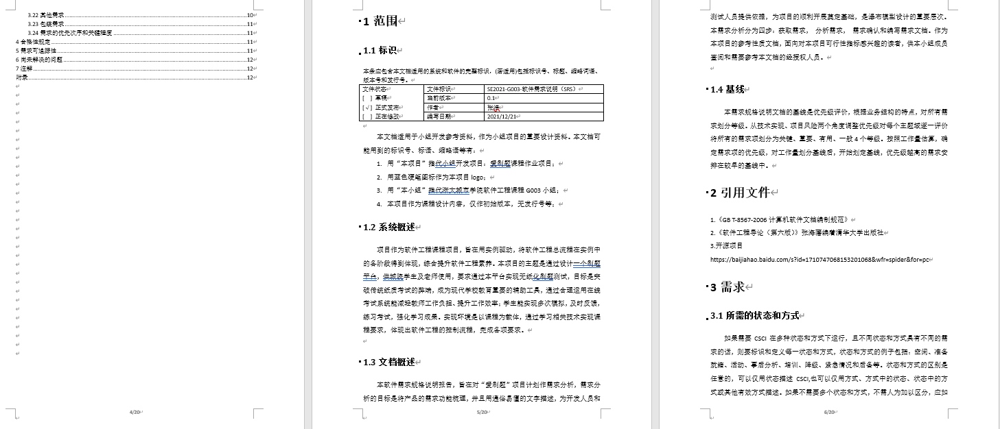 3.22 其他需求 10
3.23 包装需求 11
3.24 需求的优先次序和关键程度 11
4 合格性规定 11
5 需求可追踪性 11
6 尚未解决的问题 12
7 注解 12
附录 12
4/20
1 范围
1.1 标识
本条应包含本文档适用的系统和软件的完整标识，(若适用)包括标识号、标题、缩略词语、
版本号和发行号。
文件状态 文件标识 SE2021-G003-软件需求说明（SRS）
[ ] 草稿 当前版本 0.1
[√] 正式发布 作者 张浩
[ ] 正在修改 编写日期 2021/12/21
本文档适用于小组开发参考资料，作为小组项目的重要设计资料。本文档可
能用到的标识号、标语、缩略语等有：
1. 用“本项目”指代小组开发项目：爱刷题课程作业项目；
2. 用蓝色硬笔图标作为本项目 logo；
3. 用“本小组”指代浙大城市学院软件工程课程 G003 小组；
4. 本项目作为课程设计内容，仅作初始版本，无发行号等；
1.2 系统概述
项目作为软件工程课程项目，旨在用实例驱动，将软件工程总流程在实例中
的各阶段得到体现，综合提升软件工程素养。本项目的主题是通过设计一个刷题
平台，供城院学生及老师使用，要求通过本平台实现无纸化刷题测试，目标是突
破传统纸质考试的弊端，成为现代学校教育重要的辅助工具，通过合理运用在线
考试系统能减轻教师工作负担、提升工作效率；学生能实现多次模拟，及时反馈，
练习考试，强化学习成果。实现环境是以课程为载体，通过学习相关技术实现课
程要求，体现出软件工程的控制流程，完成各项要求。
1.3 文档概述
本软件需求规格说明报告，旨在对“爱刷题”项目计划作需求分析，需求分
析的目标是将产品的需求功能梳理，并且用通俗易懂的文字描述，为开发人员和
5/20
测试人员提供依据，为项目的顺利开展奠定基础，是瀑布模型设计的重要层次。
本需求分析分为四步：获取需求， 分析需求， 需求确认和编写需求文档。作为
本项目的参考性质文档，面向对本项目可行性指标感兴趣的读者，供本小组成员
查阅和需要参考本文档的经授权人员。
1.4 基线
本需求规格说明文档的基线是优先级评价，根据业务结构的特点，对所有需
求划分等级。从技术实现、项目风险两个角度调整优先级对每个主题域逐一评价
将所有的需求项划分为关键、重要、有用、一般 4 个等级。按照工作量估算，确
定需求项的优先级，对工作量划分基线后，开始划定基线，优先级越高的需求安
排在较早的基线中。
2 引用文件
1.《GB T-8567-2006 计算机软件文档编制规范》
2.《软件工程导论（第六版）》张海藩编著清华大学出版社
3.开源项目
https://baijiahao.baidu.com/s?id=1710747068153201068&wfr=spider&for=pc
3 需求
3.1 所需的状态和方式
如果需要 CSCI 在多种状态和方式下运行，且不同状态和方式具有不同的需
求的话，则要标识和定义每一状态和方式，状态和方式的例子包括：空闲、准备
就绪、活动、事后分析、培训、降级、紧急情况和后备等。状态和方式的区别是
任意的，可以仅用状态描述 CSCI,也可以仅用方式、方式中的状态、状态中的方
式或其他有效方式描述。如果不需要多个状态和方式，不需人为加以区分，应如
6/20